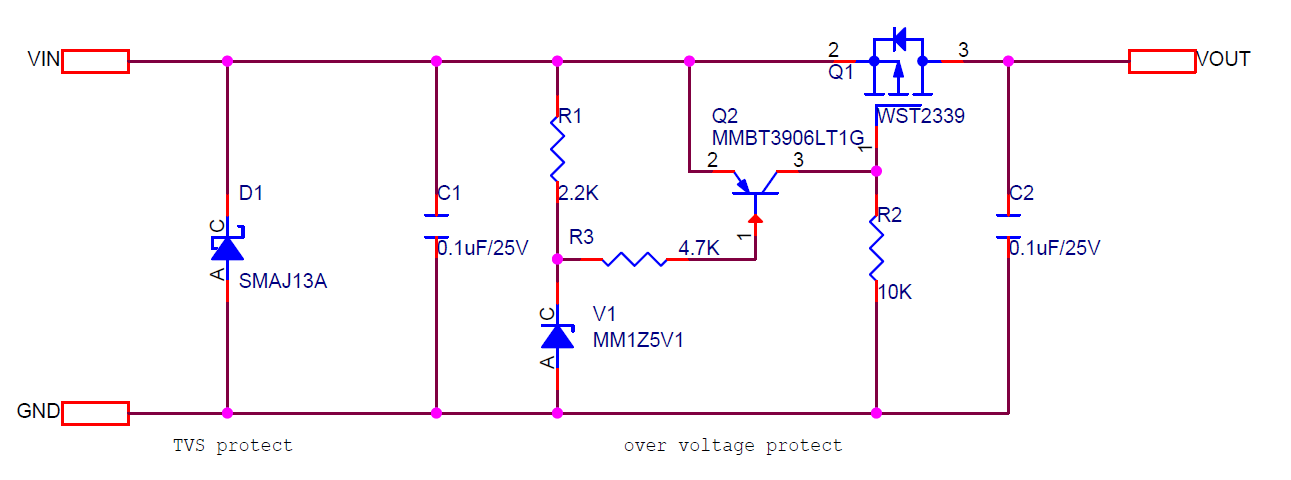 VIN
2
3
VOUT
Q1
R1
Q2
WST2339
MMBT3906LT1G
1
2
3
D1
C1
2.2K
C2
R2
C
R3
4.7K
1
0.1uF/25V
0.1uF/25V
A
SMAJ13A
10K
C
V1
MM1Z5V1
A
GND
TVS protect
over voltage protect